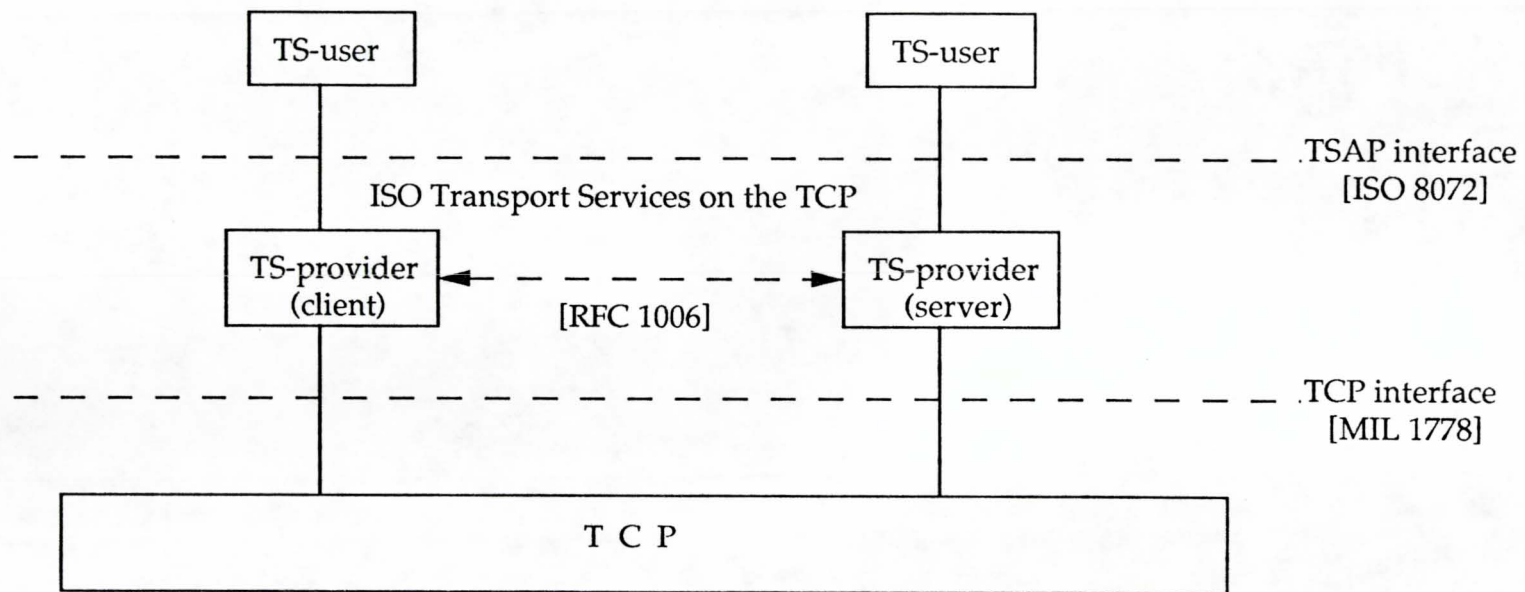 TS-user
TS-user
TSAP interface
[ISO 8072]
ISO Transport Services on the TCP
TS-provider
(client)
[RFC 1006]
TS-provider
(server)
TCP interface
[MIL 1778]
T C P